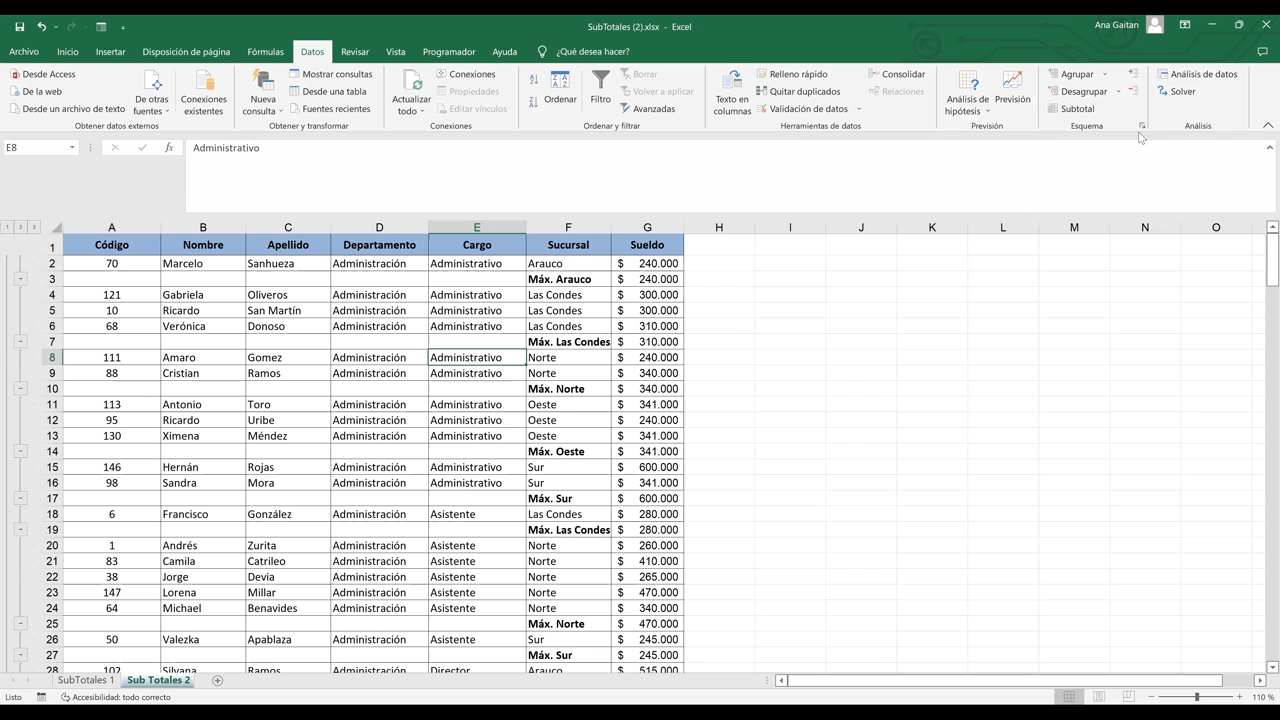 SubTotales (2).xlsx - Excel
Ana Gaitan
Archivo Inicio Insertar Disposición de página Fórmulas Datos Revisar Vista Programador Ayuda ¿Qué desea hacer?
Desde Access
De la web
Desde un archivo de texto
De otras fuentes
Conexiones existentes
Obtener datos externos
Nueva consulta
Mostrar consultas
Desde una tabla
Fuentes recientes
Obtener y transformar
Actualizar todo
Conexiones
Propiedades
Editar vínculos
Conexiones
Ordenar
Filtro
Borrar
Volver a aplicar
Avanzadas
Ordenar y filtrar
Texto en columnas
Relleno rápido
Quitar duplicados
Validación de datos
Consolidar
Relaciones
Herramientas de datos
Análisis de hipótesis
Previsión
Previsión
Agrupar
Desagrupar
Subtotal
Esquema
Análisis de datos
Solver
Análisis
E8 fx Administrativo
1 2 3 A B C D E F G H I J K L M N O
1 Código Nombre Apellido Departamento Cargo Sucursal Sueldo
2 70 Marcelo Sanhueza Administración Administrativo Arauco $ 240.000
3 Máx. Arauco $ 240.000
4 121 Gabriela Oliveros Administración Administrativo Las Condes $ 300.000
5 10 Ricardo San Martín Administración Administrativo Las Condes $ 300.000
6 68 Verónica Donoso Administración Administrativo Las Condes $ 310.000
7 Máx. Las Condes $ 310.000
8 111 Amaro Gomez Administración Administrativo Norte $ 240.000
9 88 Cristian Ramos Administración Administrativo Norte $ 340.000
10 Máx. Norte $ 340.000
11 113 Antonio Toro Administración Administrativo Oeste $ 341.000
12 95 Ricardo Uribe Administración Administrativo Oeste $ 240.000
13 130 Ximena Méndez Administración Administrativo Oeste $ 341.000
14 Máx. Oeste $ 341.000
15 146 Hernán Rojas Administración Administrativo Sur $ 600.000
16 98 Sandra Mora Administración Administrativo Sur $ 341.000
17 Máx. Sur $ 600.000
18 6 Francisco González Administración Asistente Las Condes $ 280.000
19 Máx. Las Condes $ 280.000
20 1 Andrés Zurita Administración Asistente Norte $ 260.000
21 83 Camila Catrileo Administración Asistente Norte $ 410.000
22 38 Jorge Devia Administración Asistente Norte $ 265.000
23 147 Lorena Millar Administración Asistente Norte $ 470.000
24 64 Michael Benavides Administración Asistente Norte $ 340.000
25 Máx. Norte $ 470.000
26 50 Valezka Apablaza Administración Asistente Sur $ 245.000
27 Máx. Sur $ 245.000
28 102 Silvana Ramos Administración Director Arauco $ 515.000
SubTotales 1 Sub Totales 2
Listo Accesibilidad: todo correcto 110 %